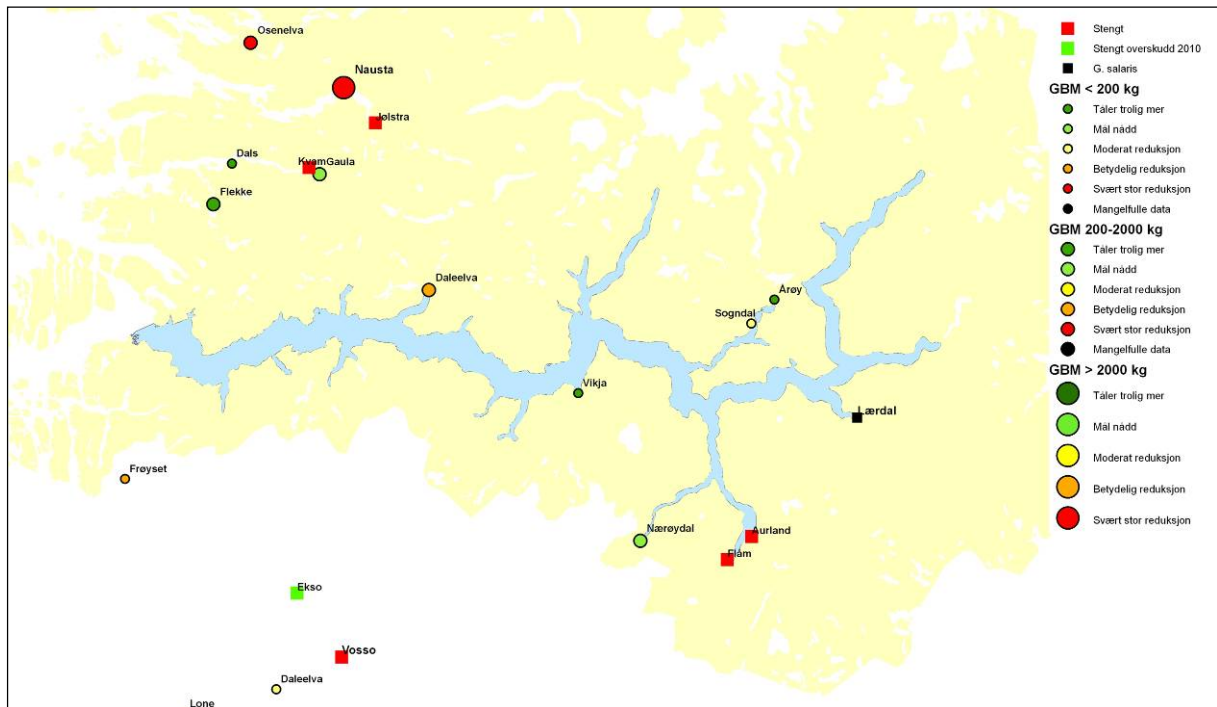 Osenelva
Nausta
Jølstra
Dals
KvamGaula
Flekke
Daleelva
Årøy
Sogndal
Vikja
Lærdal
Frøyset
Nærøydal
Aurland
Flåm
Ekso
Vosso
Daleelva
Lone
Stengt
Stengt overskudd 2010
G. salaris
GBM < 200 kg
Tåler trolig mer
Mål nådd
Moderat reduksjon
Betydelig reduksjon
Svært stor reduksjon
Mangelfulle data
GBM 200-2000 kg
Tåler trolig mer
Mål nådd
Moderat reduksjon
Betydelig reduksjon
Svært stor reduksjon
Mangelfulle data
GBM > 2000 kg
Tåler trolig mer
Mål nådd
Moderat reduksjon
Betydelig reduksjon
Svært stor reduksjon